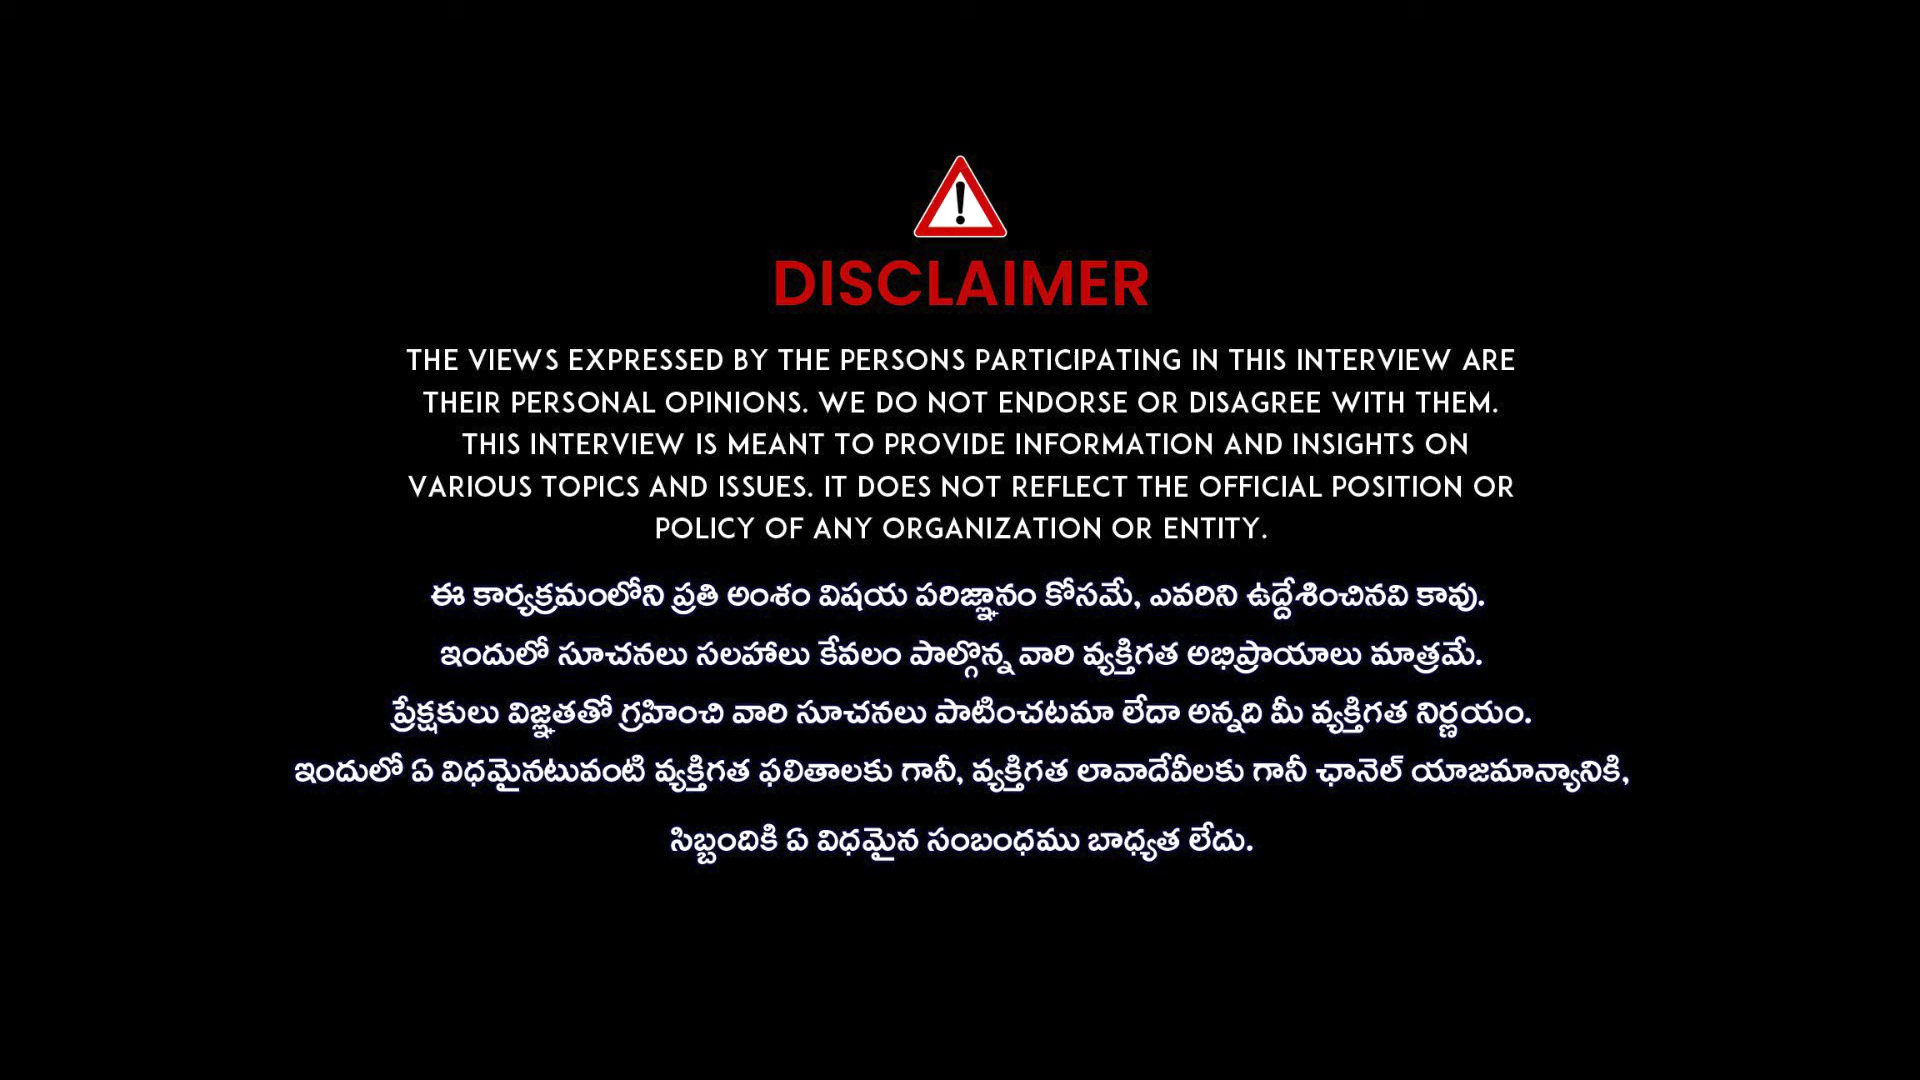 DISCLAIMER
THE VIEWS EXPRESSED BY THE PERSONS PARTICIPATING IN THIS INTERVIEW ARE
THEIR PERSONAL OPINIONS. WE DO NOT ENDORSE OR DISAGREE WITH THEM.
THIS INTERVIEW IS MEANT TO PROVIDE INFORMATION AND INSIGHTS ON
VARIOUS TOPICS AND ISSUES. IT DOES NOT REFLECT THE OFFICIAL POSITION OR
POLICY OF ANY ORGANIZATION OR ENTITY.
ఈ కార్యక్రమంలోని ప్రతి అంశం విషయ పరిజ్ఞానం కోసమే, ఎవరిని ఉద్దేశించినవి కావు.
ఇందులో సూచనలు సలహాలు కేవలం పాల్గొన్న వారి వ్యక్తిగత అభిప్రాయాలు మాత్రమే.
ప్రేక్షకులు విజ్ఞతతో గ్రహించి వారి సూచనలు పాటించటమా లేదా అన్నది మీ వ్యక్తిగత నిర్ణయం.
ఇందులో ఏ విధమైనటువంటి వ్యక్తిగత ఫలితాలకు గానీ, వ్యక్తిగత లావాదేవీలకు గానీ ఛానెల్ యాజమాన్యానికి,
సిబ్బందికి ఏ విధమైన సంబంధము బాధ్యత లేదు.